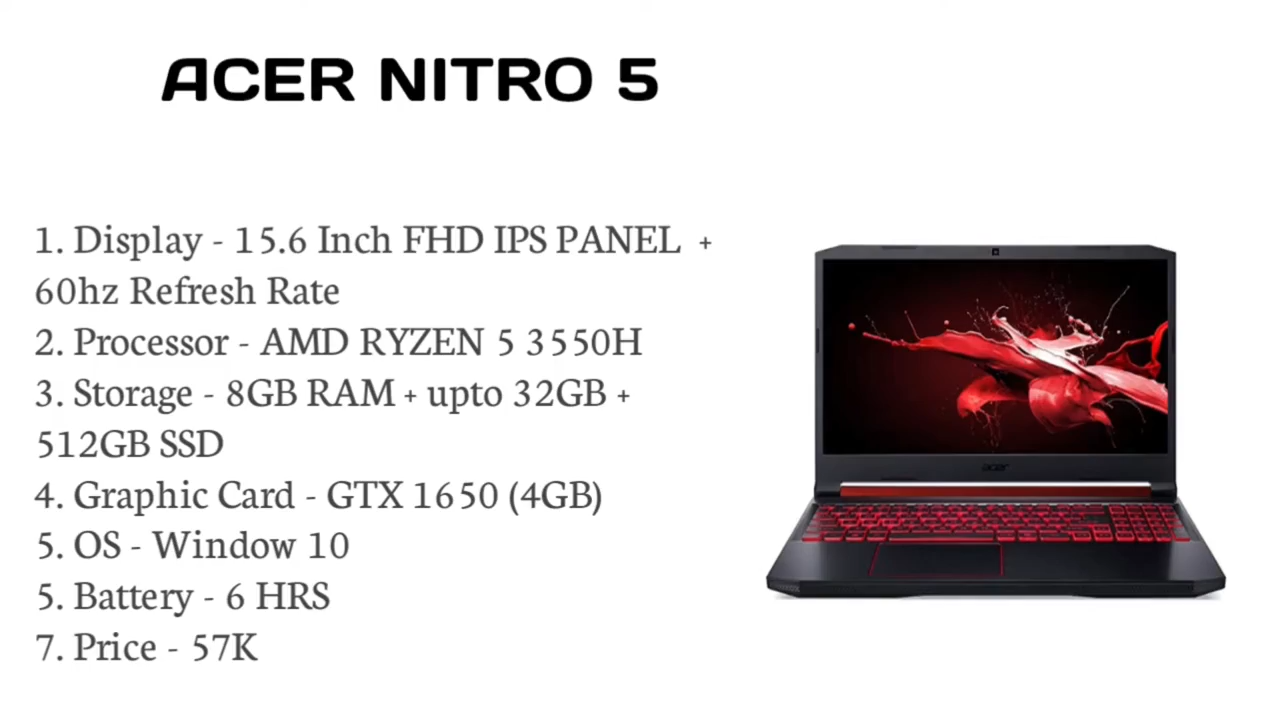 ACER NITRO 5
1. Display - 15.6 Inch FHD IPS PANEL +
60hz Refresh Rate
2. Processor - AMD RYZEN 5 3550H
3. Storage - 8GB RAM + upto 32GB +
512GB SSD
4. Graphic Card - GTX 1650 (4GB)
5. OS - Window 10
5. Battery - 6 HRS
7. Price - 57K
acer